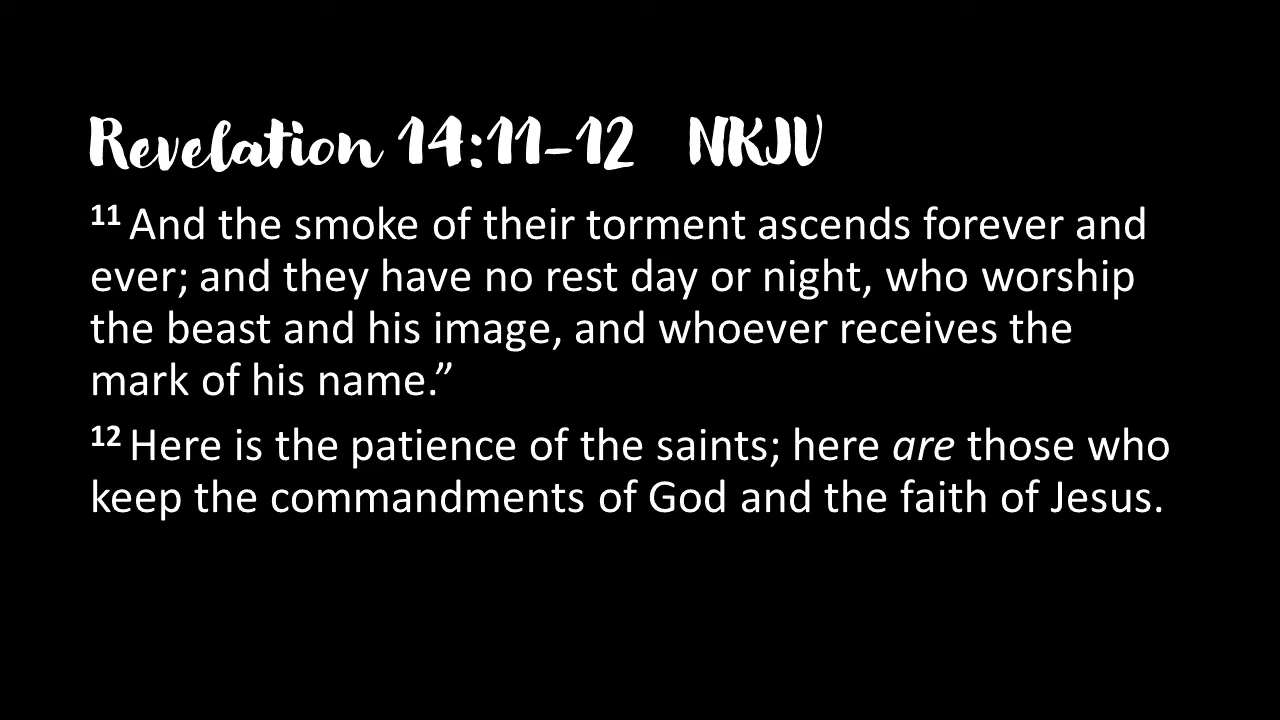 Revelation 14:11-12 NKJV
11 And the smoke of their torment ascends forever and
ever; and they have no rest day or night, who worship
the beast and his image, and whoever receives the
mark of his name.”
12 Here is the patience of the saints; here are those who
keep the commandments of God and the faith of Jesus.